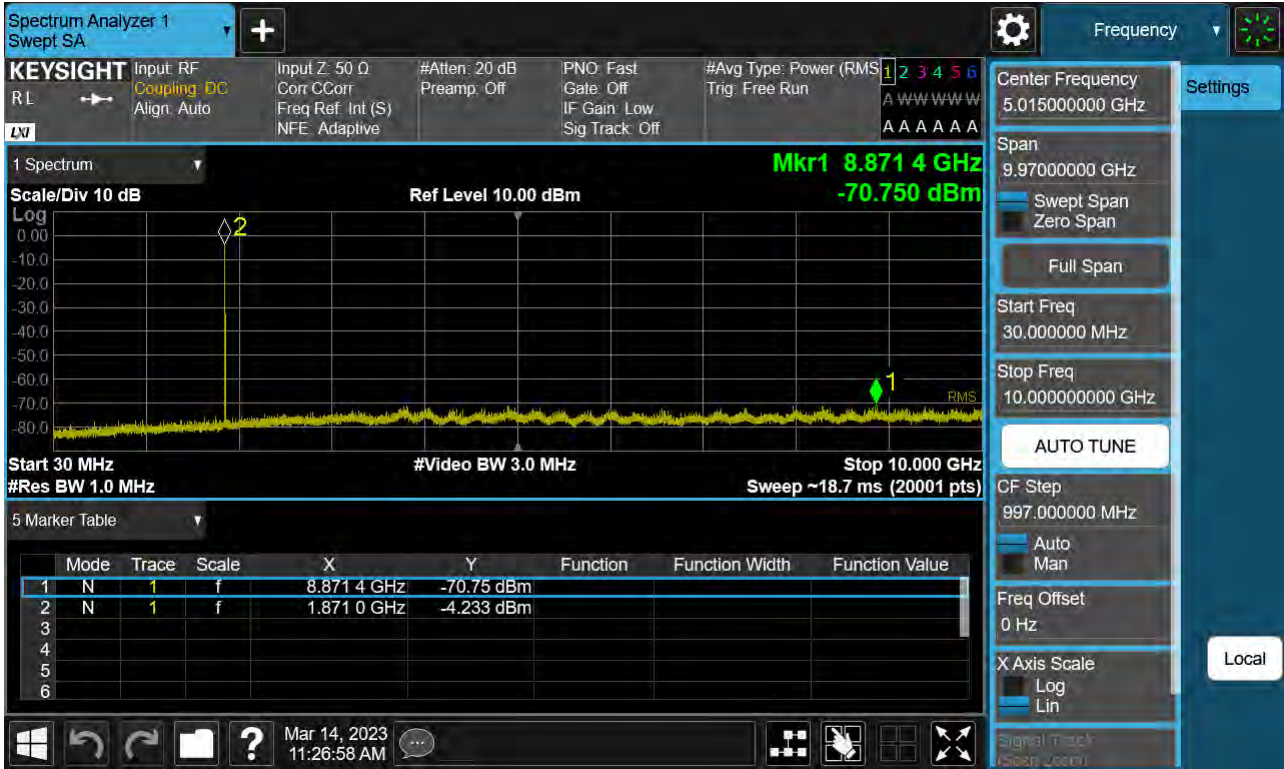 Spectrum Analyzer 1
Swept SA
+
Frequency
KEYSIGHT
R L
LXI
Input: RF
Coupling: DC
Align: Auto
Input Z: 50 Ω
Corr CCorr
Freq Ref: Int (S)
NFE: Adaptive
#Atten: 20 dB
Preamp: Off
PNO: Fast
Gate: Off
IF Gain: Low
Sig Track: Off
#Avg Type: Power (RMS
Trig: Free Run
1 2 3 4 5 6
A W W W W W
A A A A A A
1 Spectrum
Mkr1 8.871 4 GHz
-70.750 dBm
Scale/Div 10 dB
Ref Level 10.00 dBm
Log
0.00
-10.0
-20.0
-30.0
-40.0
-50.0
-60.0
-70.0
-80.0
2
1
RMS
Start 30 MHz
#Video BW 3.0 MHz
Stop 10.000 GHz
#Res BW 1.0 MHz
Sweep ~18.7 ms (20001 pts)
5 Marker Table
Mode Trace Scale X Y Function Function Width Function Value
1 N 1 f 8.871 4 GHz -70.75 dBm
2 N 1 f 1.871 0 GHz -4.233 dBm
3
4
5
6
?
Mar 14, 2023
11:26:58 AM
Center Frequency
5.015000000 GHz
Settings
Span
9.97000000 GHz
Swept Span
Zero Span
Full Span
Start Freq
30.000000 MHz
Stop Freq
10.000000000 GHz
AUTO TUNE
CF Step
997.000000 MHz
Auto
Man
Freq Offset
0 Hz
X Axis Scale
Log
Lin
Local
Signal Track
(Span Zoom)